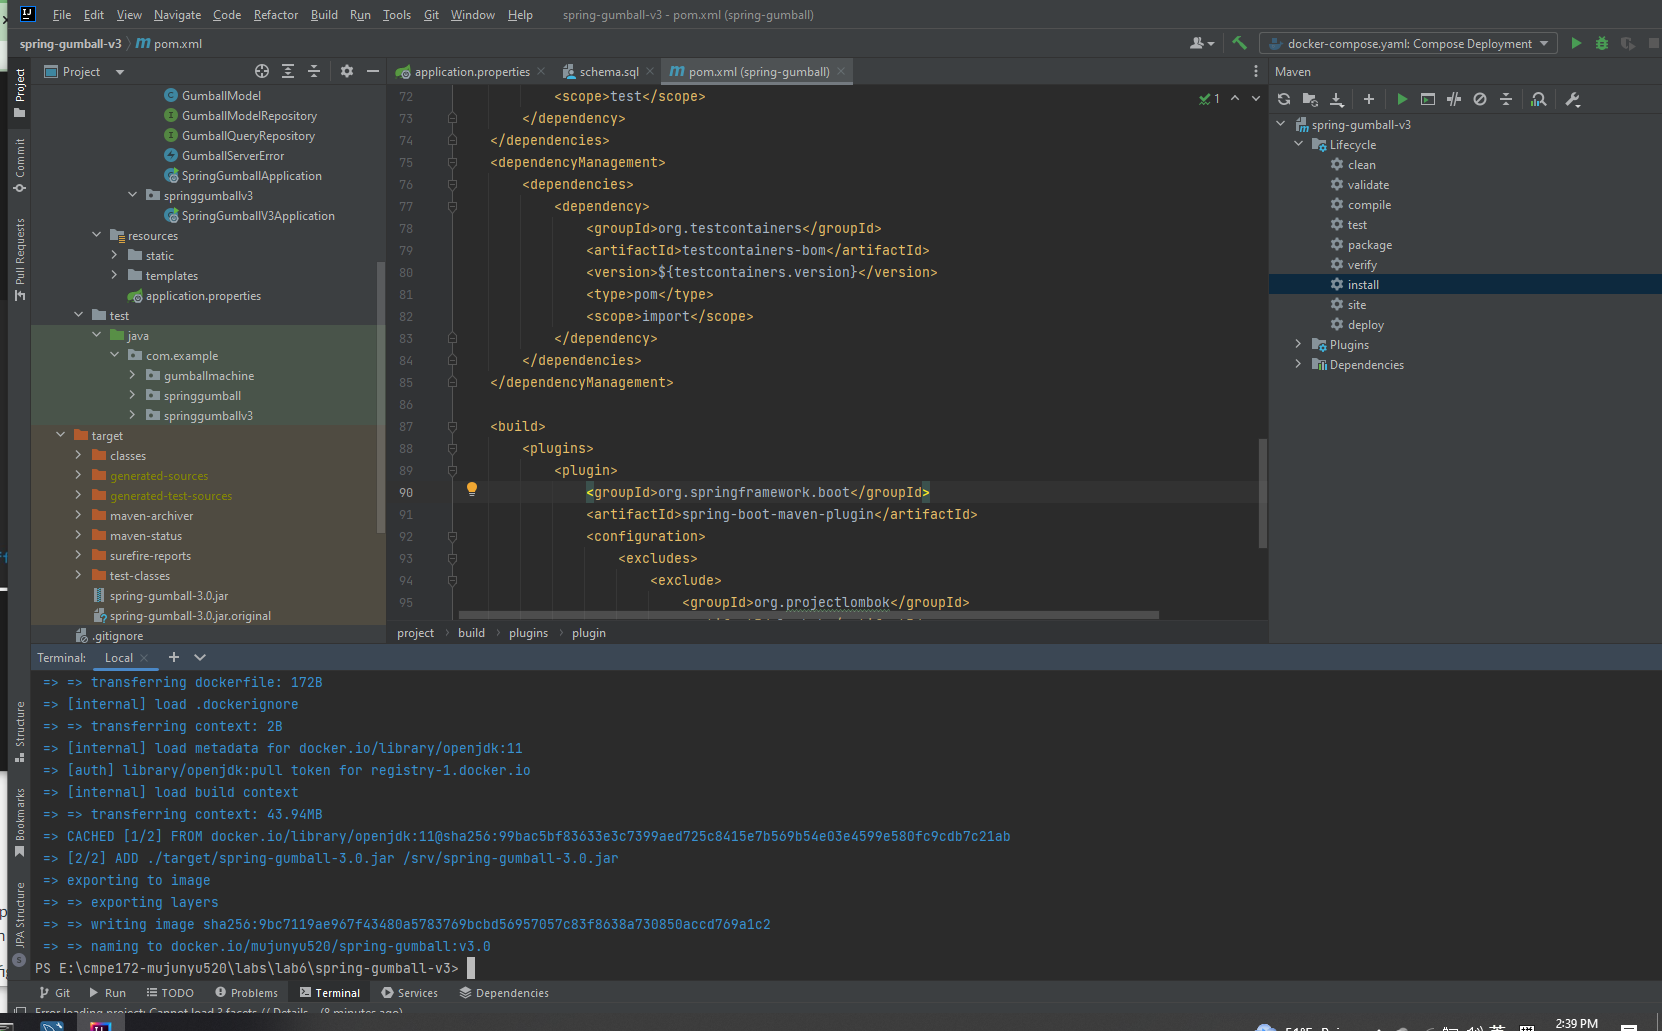 File Edit View Navigate Code Refactor Build Run Tools Git Window Help spring-gumball-v3 - pom.xml (spring-gumball)
spring-gumball-v3 pom.xml
docker-compose.yaml: Compose Deployment
Project
application.properties
schema.sql
pom.xml (spring-gumball)
Maven
Project
Commit
Pull Requests
GumballModel
GumballModelRepository
GumballQueryRepository
GumballServerError
SpringGumballApplication
springgumballv3
SpringGumballV3Application
resources
static
templates
application.properties
test
java
com.example
gumballmachine
springgumball
springgumballv3
target
classes
generated-sources
generated-test-sources
maven-archiver
maven-status
surefire-reports
test-classes
spring-gumball-3.0.jar
spring-gumball-3.0.jar.original
.gitignore
1
72 <scope>test</scope>
73 </dependency>
74 </dependencies>
75 <dependencyManagement>
76 <dependencies>
77 <dependency>
78 <groupId>org.testcontainers</groupId>
79 <artifactId>testcontainers-bom</artifactId>
80 <version>${testcontainers.version}</version>
81 <type>pom</type>
82 <scope>import</scope>
83 </dependency>
84 </dependencies>
85 </dependencyManagement>
86
87 <build>
88 <plugins>
89 <plugin>
90 <groupId>org.springframework.boot</groupId>
91 <artifactId>spring-boot-maven-plugin</artifactId>
92 <configuration>
93 <excludes>
94 <exclude>
95 <groupId>org.projectlombok</groupId>
project build plugins plugin
spring-gumball-v3
Lifecycle
clean
validate
compile
test
package
verify
install
site
deploy
Plugins
Dependencies
Terminal: Local
=> => transferring dockerfile: 172B
=> [internal] load .dockerignore
=> => transferring context: 2B
=> [internal] load metadata for docker.io/library/openjdk:11
=> [auth] library/openjdk:pull token for registry-1.docker.io
=> [internal] load build context
=> => transferring context: 43.94MB
=> CACHED [1/2] FROM docker.io/library/openjdk:11@sha256:99bac5bf83633e3c7399aed725c8415e7b569b54e03e4599e580fc9cdb7c21ab
=> [2/2] ADD ./target/spring-gumball-3.0.jar /srv/spring-gumball-3.0.jar
=> exporting to image
=> => exporting layers
=> => writing image sha256:9bc7119ae967f43480a5783769bcbd56957057c83f8638a730850accd769a1c2
=> => naming to docker.io/mujunyu520/spring-gumball:v3.0
PS E:\cmpe172-mujunyu520\labs\lab6\spring-gumball-v3>
Structure
Bookmarks
JPA Structure
Git Run TODO Problems Terminal Services Dependencies
Error loading project: Cannot load 3 facets // Details... (8 minutes ago)
2:39 PM